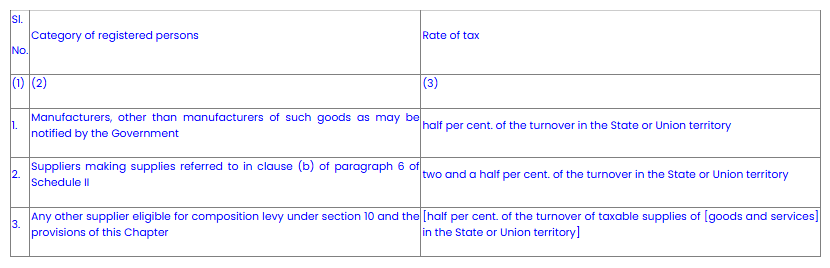 Sl.
No.
Category of registered persons
Rate of tax
(1)
(2)
(3)
1.
Manufacturers, other than manufacturers of such goods as may be
notified by the Government
half per cent. of the turnover in the State or Union territory
2.
Suppliers making supplies referred to in clause (b) of paragraph 6 of
Schedule II
two and a half per cent. of the turnover in the State or Union territory
3.
Any other supplier eligible for composition levy under section 10 and the
provisions of this Chapter
[half per cent. of the turnover of taxable supplies of [goods and services]
in the State or Union territory]